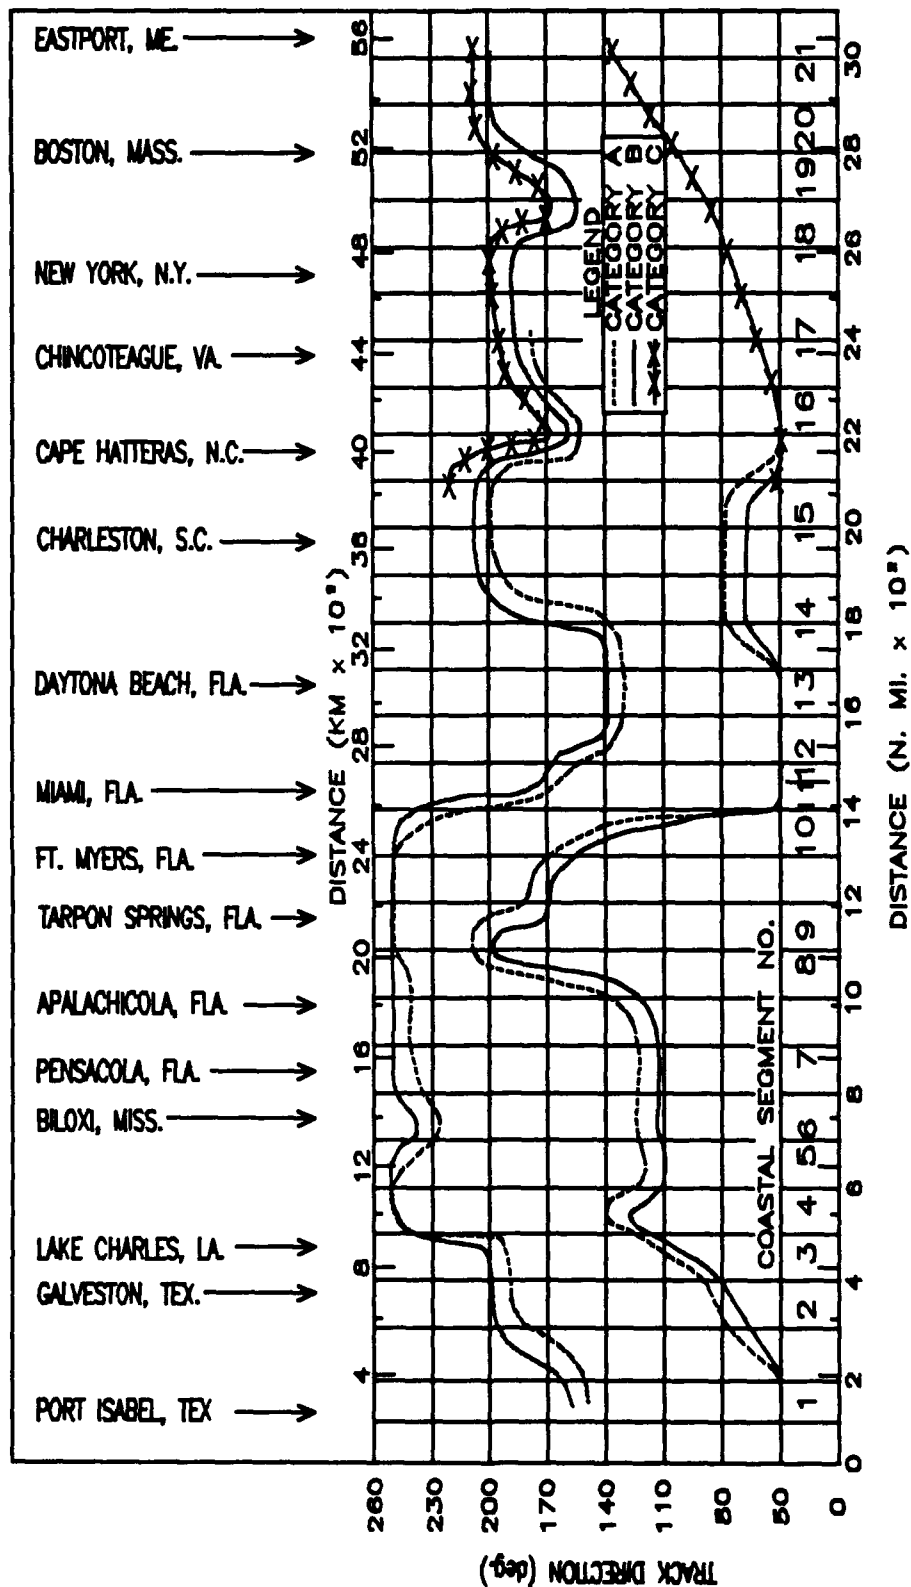 EASTPORT, ME.
BOSTON, MASS.
NEW YORK, N.Y.
CHINCOTEAGUE, VA.
CAPE HATTERAS, N.C.
CHARLESTON, S.C.
DAYTONA BEACH, FLA.
MIAMI, FLA.
FT. MYERS, FLA.
TARPON SPRINGS, FLA.
APALACHICOLA, FLA.
PENSACOLA, FLA.
BILOXI, MISS.
LAKE CHARLES, LA.
GALVESTON, TEX.
PORT ISABEL, TEX
DISTANCE (KM × 10²)
4 8 12 16 20 24 28 32 36 40 44 48 52 56
LEGEND
CATEGORY A
CATEGORY B
CATEGORY C
COASTAL SEGMENT NO.
1 2 3 4 5 6 7 8 9 10 11 12 13 14 15 16 17 18 19 20 21
0 2 4 6 8 10 12 14 16 18 20 22 24 26 28 30
DISTANCE (N. MI. × 10²)
260 230 200 170 140 110 80 50 0
TRACK DIRECTION (deg.)